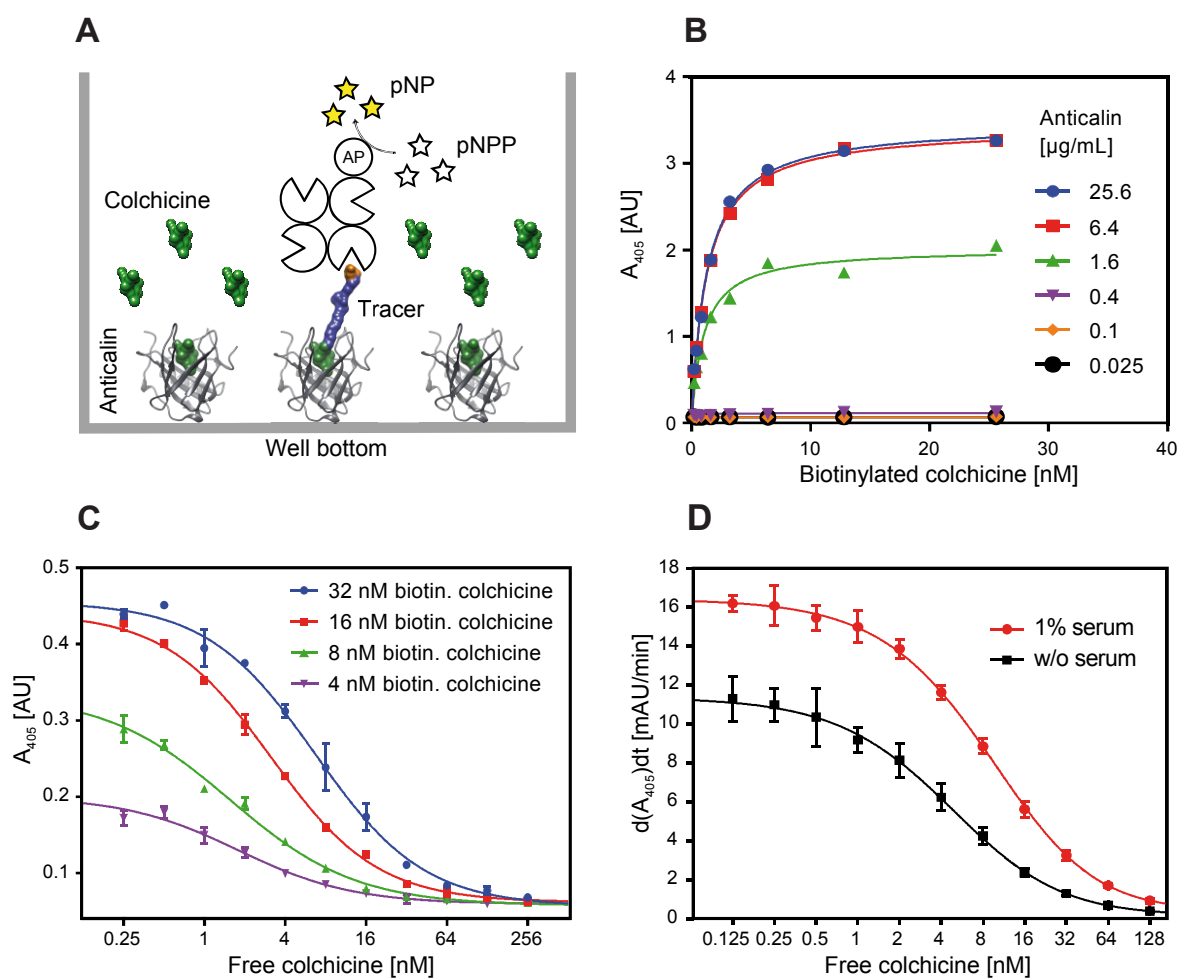 A
pNP
pNPP
AP
Colchicine
Tracer
Anticalin
Well bottom
B
A405 [AU]
4
3
2
1
0
0 10 20 30 40
Biotinylated colchicine [nM]
Anticalin
[µg/mL]
25.6
6.4
1.6
0.4
0.1
0.025
C
A405 [AU]
0.5
0.4
0.3
0.2
0.1
0.25 1 4 16 64 256
Free colchicine [nM]
32 nM biotin. colchicine
16 nM biotin. colchicine
8 nM biotin. colchicine
4 nM biotin. colchicine
D
d(A405)dt [mAU/min]
18
16
14
12
10
8
6
4
2
0
0.125 0.25 0.5 1 2 4 8 16 32 64 128
Free colchicine [nM]
1% serum
w/o serum